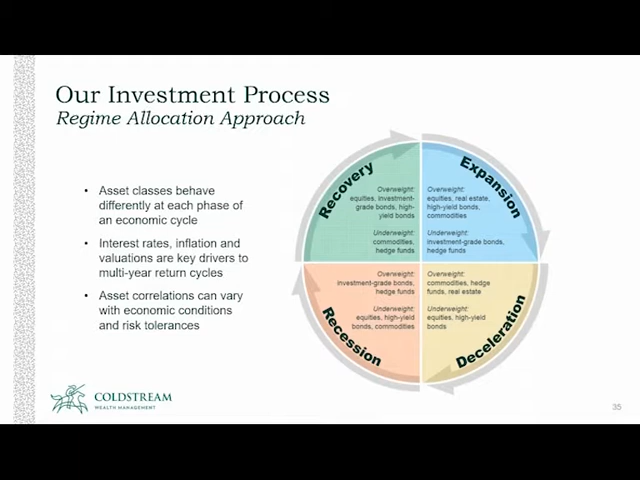 Our Investment Process
Regime Allocation Approach
• Asset classes behave
differently at each phase of
an economic cycle
• Interest rates, inflation and
valuations are key drivers to
multi-year return cycles
• Asset correlations can vary
with economic conditions
and risk tolerances
Recovery
Overweight:
equities, investment-
grade bonds, high-
yield bonds
Underweight:
commodities,
hedge funds
Expansion
Overweight:
equities, real estate,
high-yield bonds,
commodities
Underweight:
investment-grade bonds,
hedge funds
Recession
Overweight:
investment-grade bonds,
hedge funds
Underweight:
equities, high-yield
bonds, commodities
Deceleration
Overweight:
commodities, hedge
funds, real estate
Underweight:
equities, high-yield
bonds
COLDSTREAM
WEALTH MANAGEMENT
35